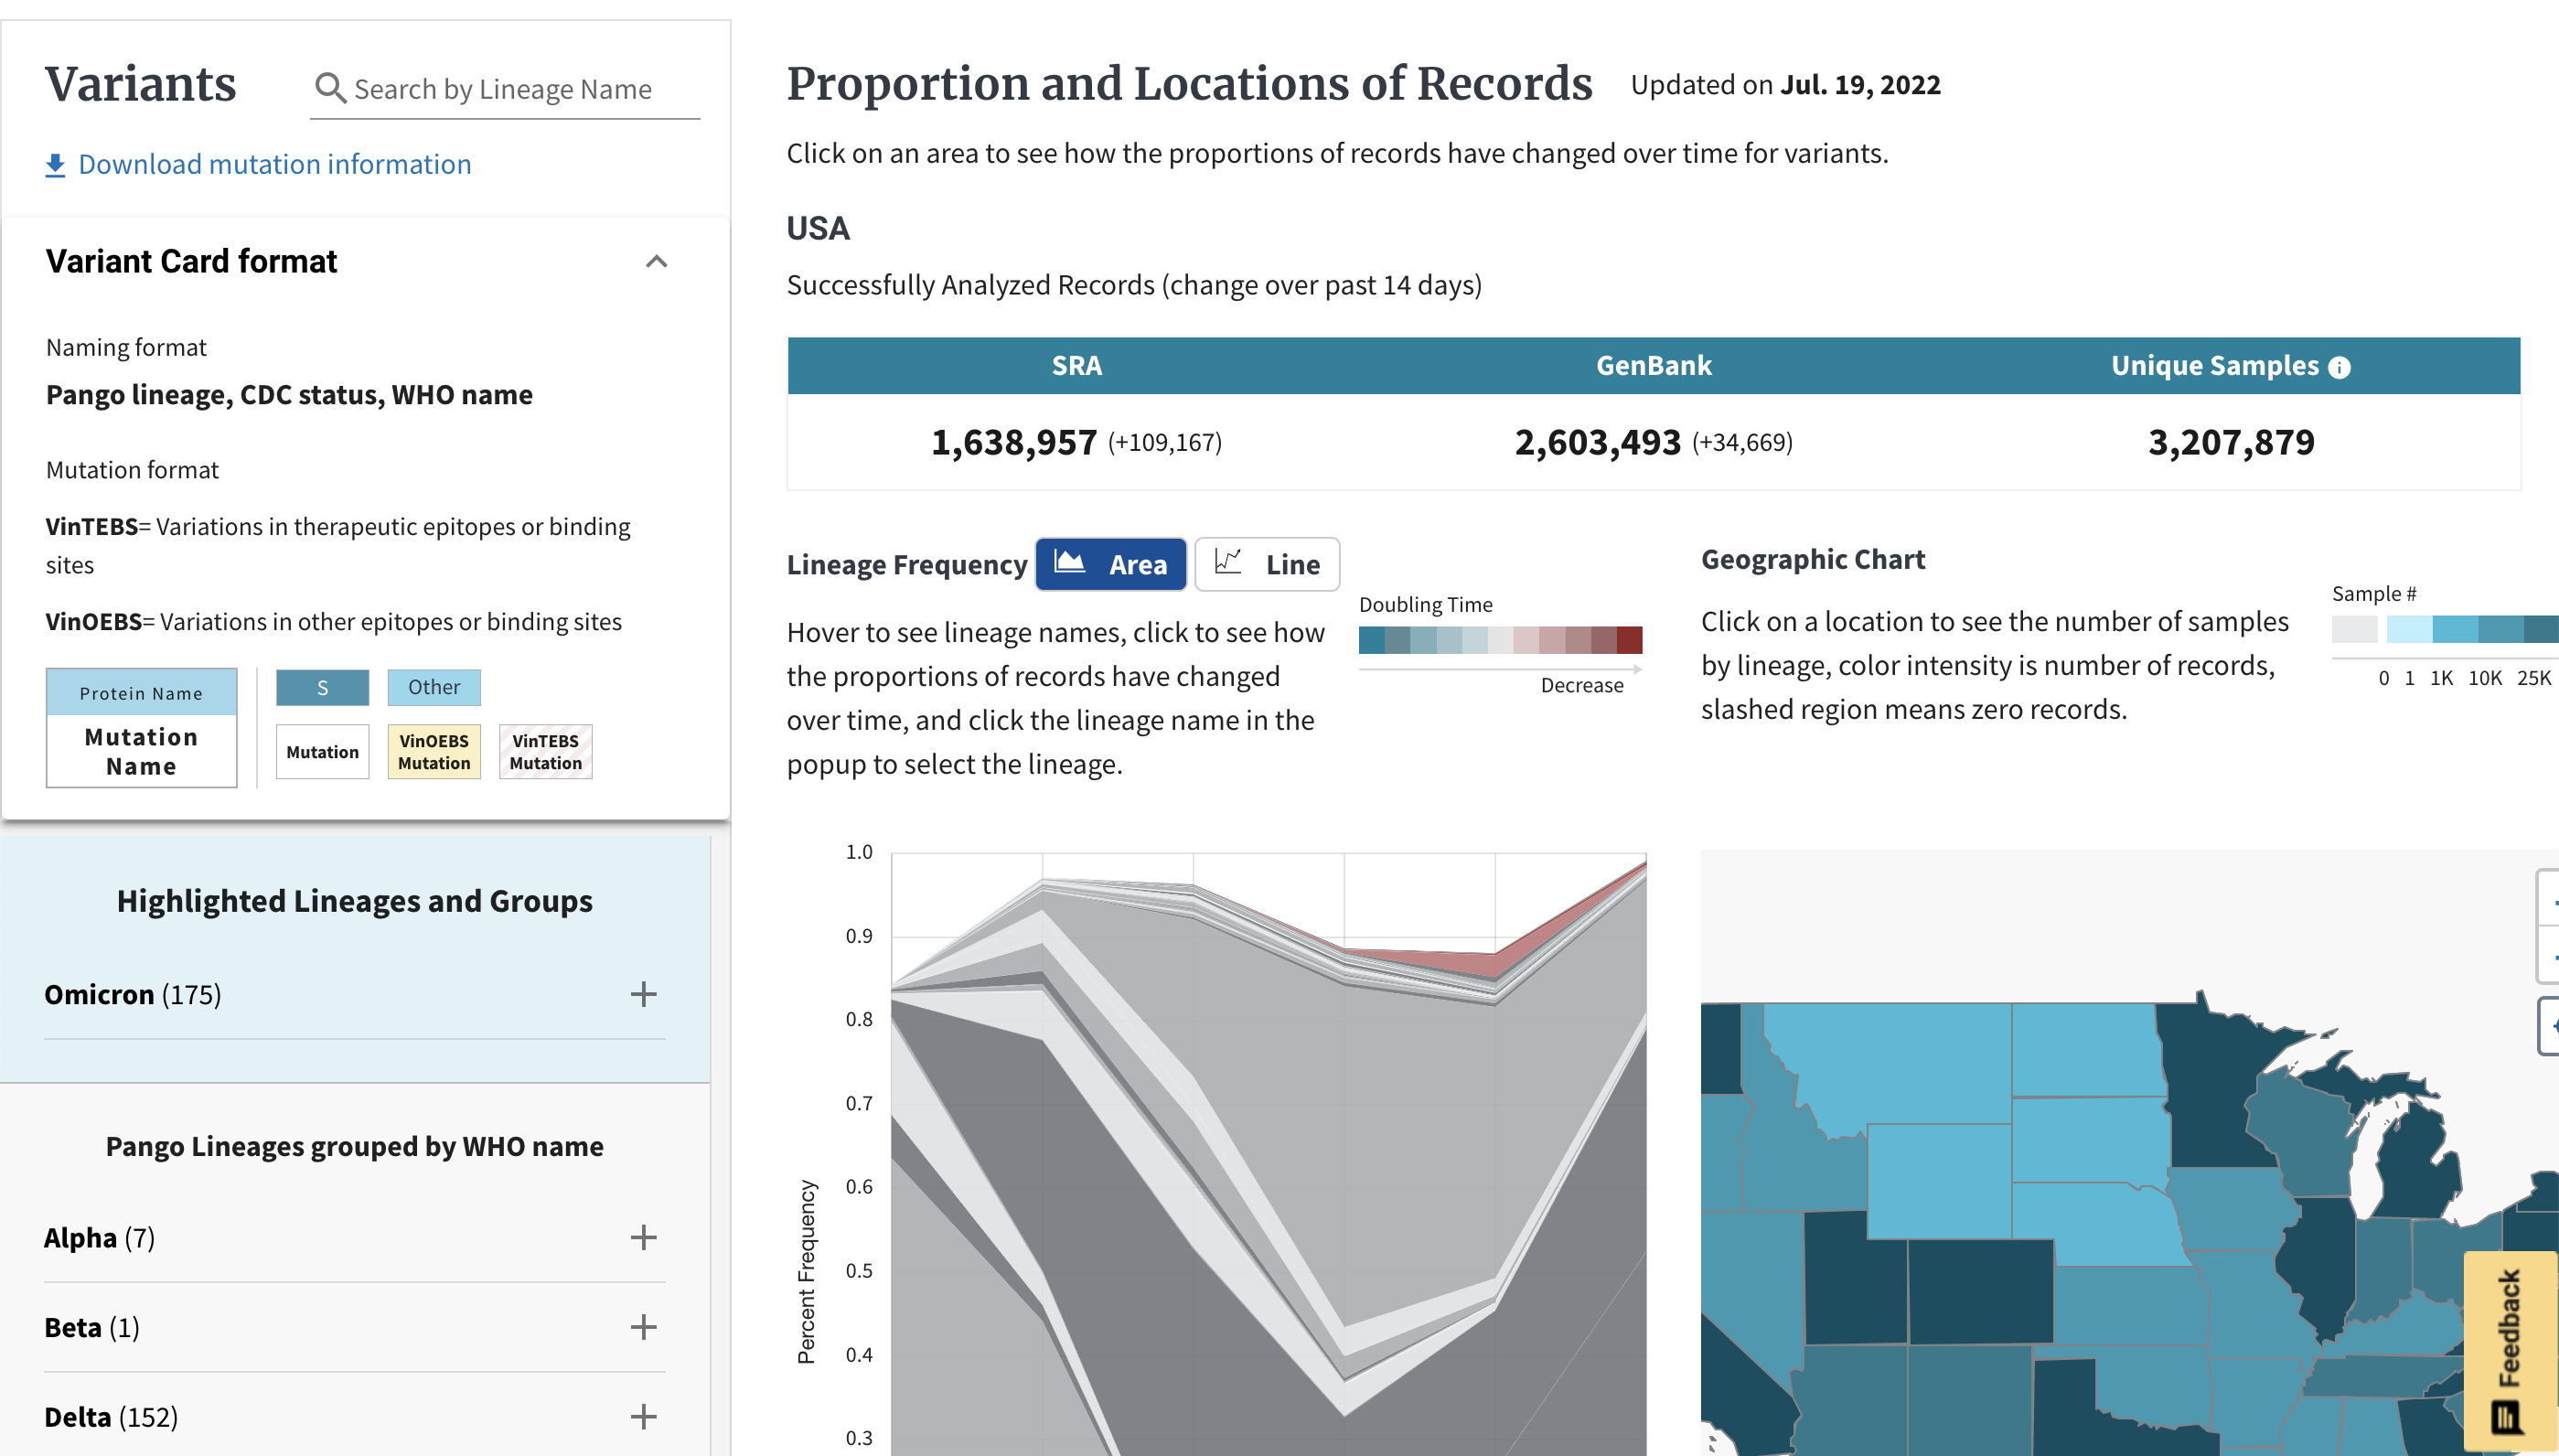 Variants
Search by Lineage Name
Download mutation information
Variant Card format
Naming format
Pango lineage, CDC status, WHO name
Mutation format
VinTEBS= Variations in therapeutic epitopes or binding
sites
VinOEBS= Variations in other epitopes or binding sites
Protein Name
Mutation
Name
S
Other
Mutation
VinOEBS
Mutation
VinTEBS
Mutation
Highlighted Lineages and Groups
Omicron (175)
Pango Lineages grouped by WHO name
Alpha (7)
Beta (1)
Delta (152)
Proportion and Locations of Records
Updated on Jul. 19, 2022
Click on an area to see how the proportions of records have changed over time for variants.
USA
Successfully Analyzed Records (change over past 14 days)
SRA
GenBank
Unique Samples
1,638,957 (+109,167)
2,603,493 (+34,669)
3,207,879
Lineage Frequency
Area
Line
Hover to see lineage names, click to see how
the proportions of records have changed
over time, and click the lineage name in the
popup to select the lineage.
Doubling Time
Decrease
Geographic Chart
Click on a location to see the number of samples
by lineage, color intensity is number of records,
slashed region means zero records.
Sample #
0 1 1K 10K 25K
1.0
0.9
0.8
0.7
0.6
0.5
0.4
0.3
Percent Frequency
Feedback